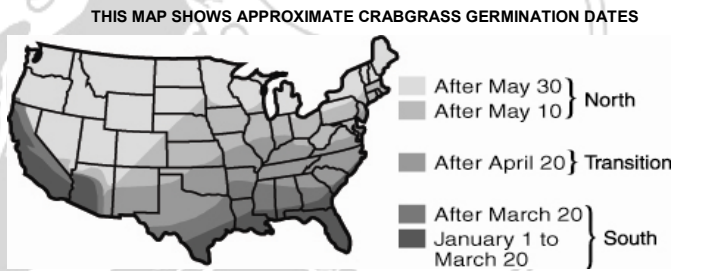 THIS MAP SHOWS APPROXIMATE CRABGRASS GERMINATION DATES
After May 30
After May 10
North
After April 20
Transition
After March 20
January 1 to
March 20
South